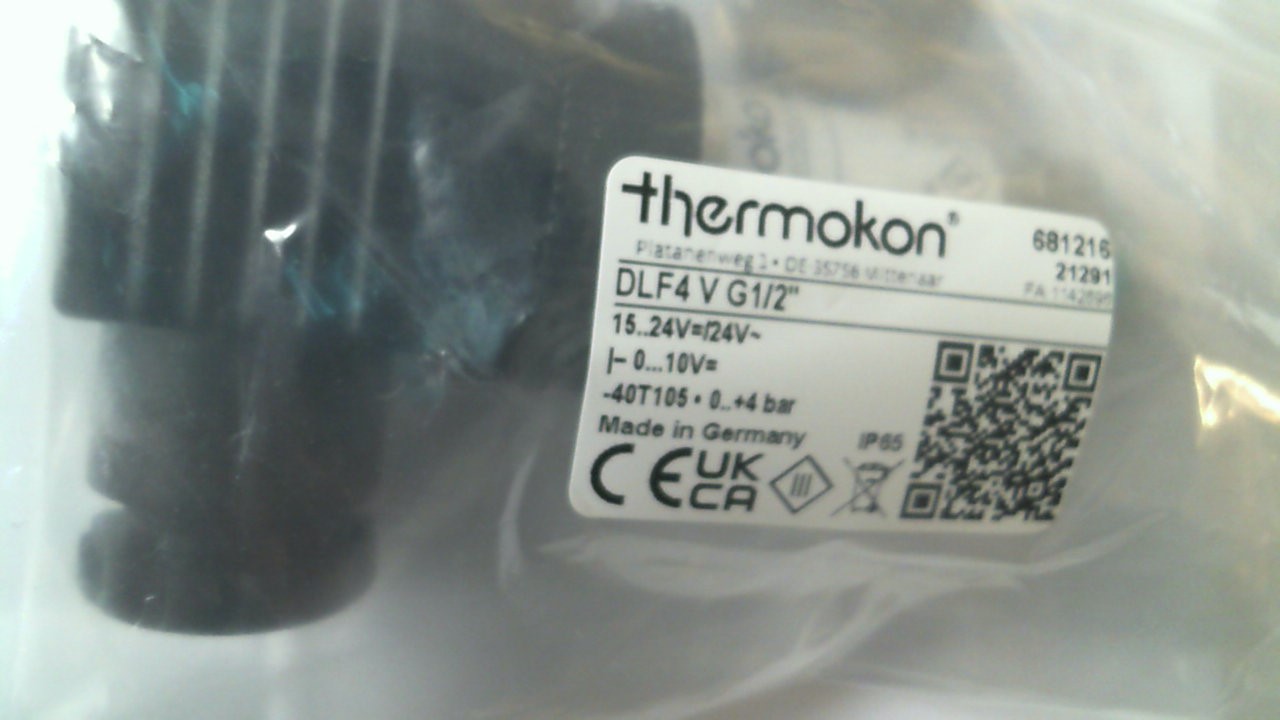 thermokon®
681216
Platanenweg 1 • DE 35756 Mittenaar
21291
DLF4 V G1/2"
15..24V=/24V~
|– 0...10V=
-40T105 • 0..+4 bar
Made in Germany
IP65
CE UK CA
III